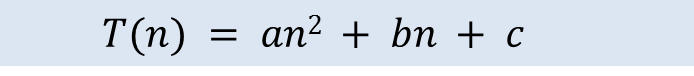 T(n) = an² + bn + c